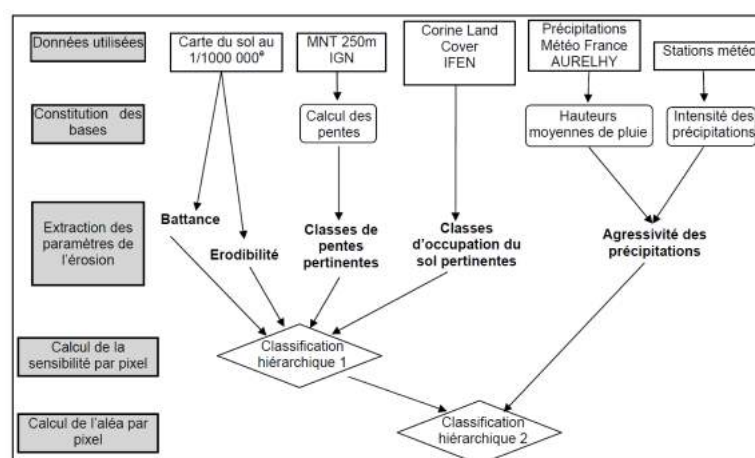 Données utilisées
Carte du sol au
1/1000 000e
MNT 250m
IGN
Corine Land
Cover
IFEN
Précipitations
Météo France
AURELHY
Stations météo
Constitution des
bases
Calcul des
pentes
Hauteurs
moyennes de pluie
Intensité des
précipitations
Extraction des
paramètres de
l'érosion
Battance
Erodibilité
Classes de
pentes
pertinentes
Classes
d'occupation du
sol pertinentes
Agressivité des
précipitations
Calcul de la
sensibilité par pixel
Classification
hiérarchique 1
Calcul de l'aléa par
pixel
Classification
hiérarchique 2